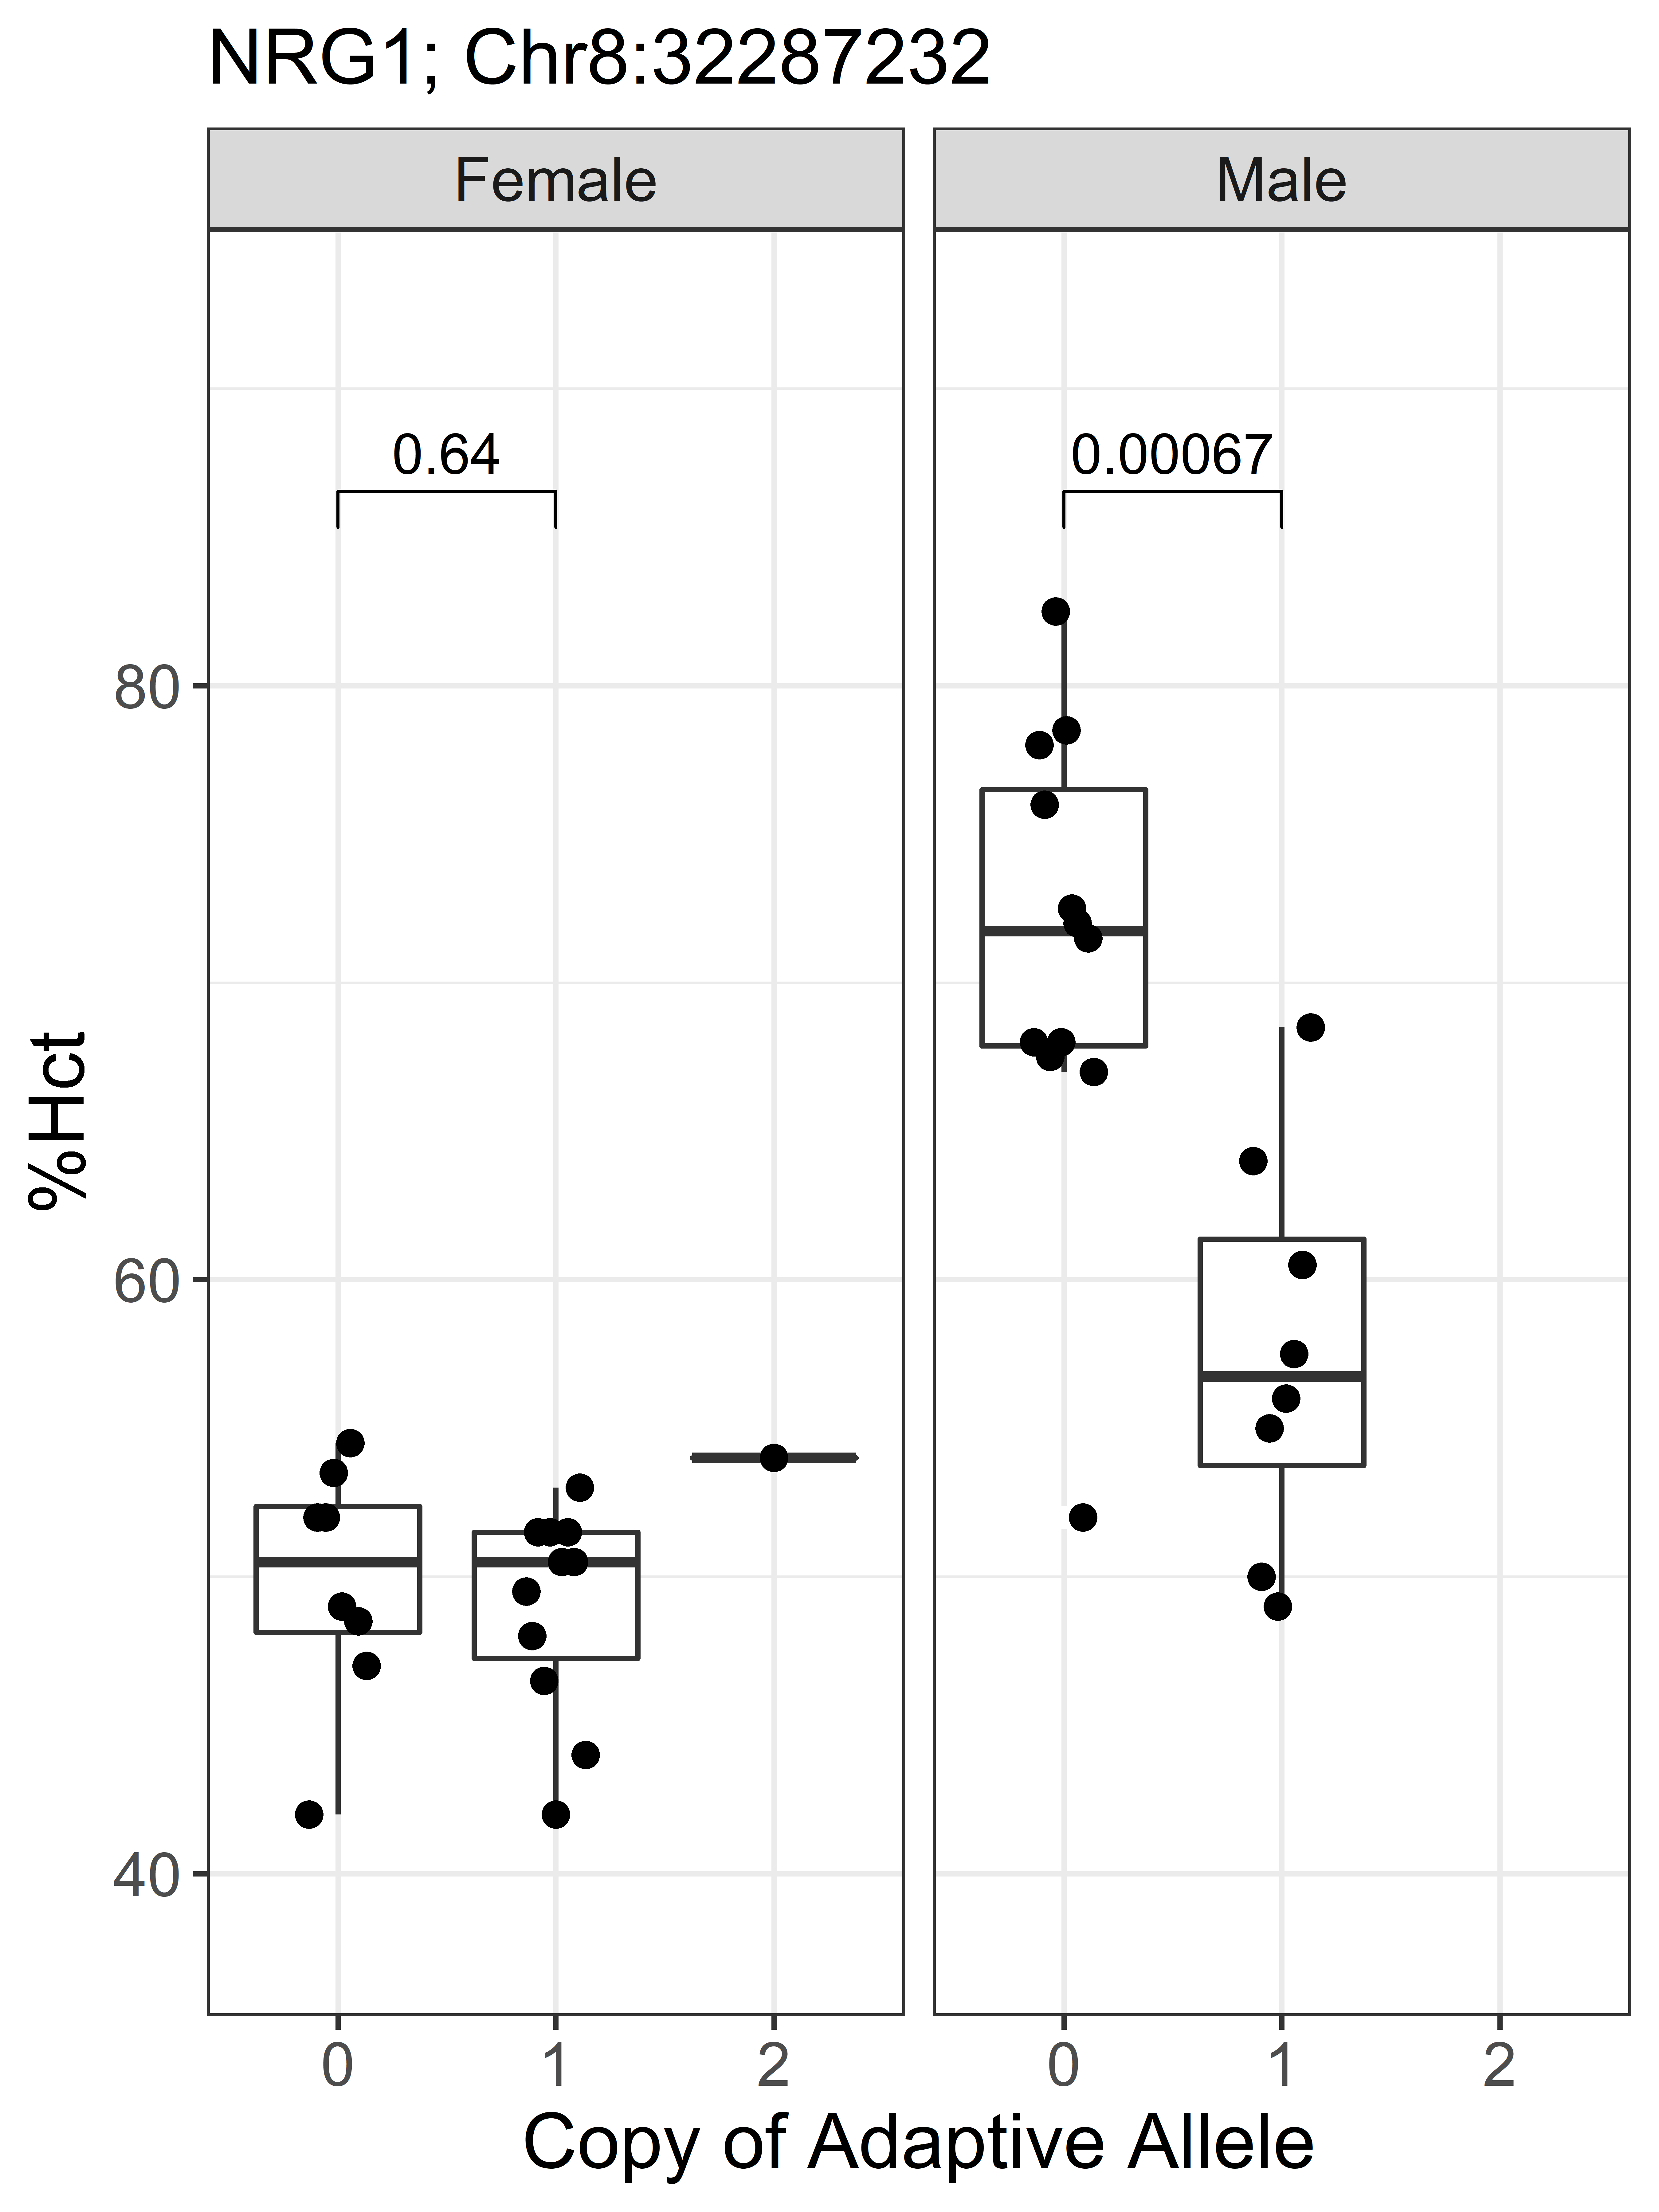 NRG1; Chr8:32287232
Female
Male
0.64
0.00067
80
60
40
%Hct
0 1 2
0 1 2
Copy of Adaptive Allele